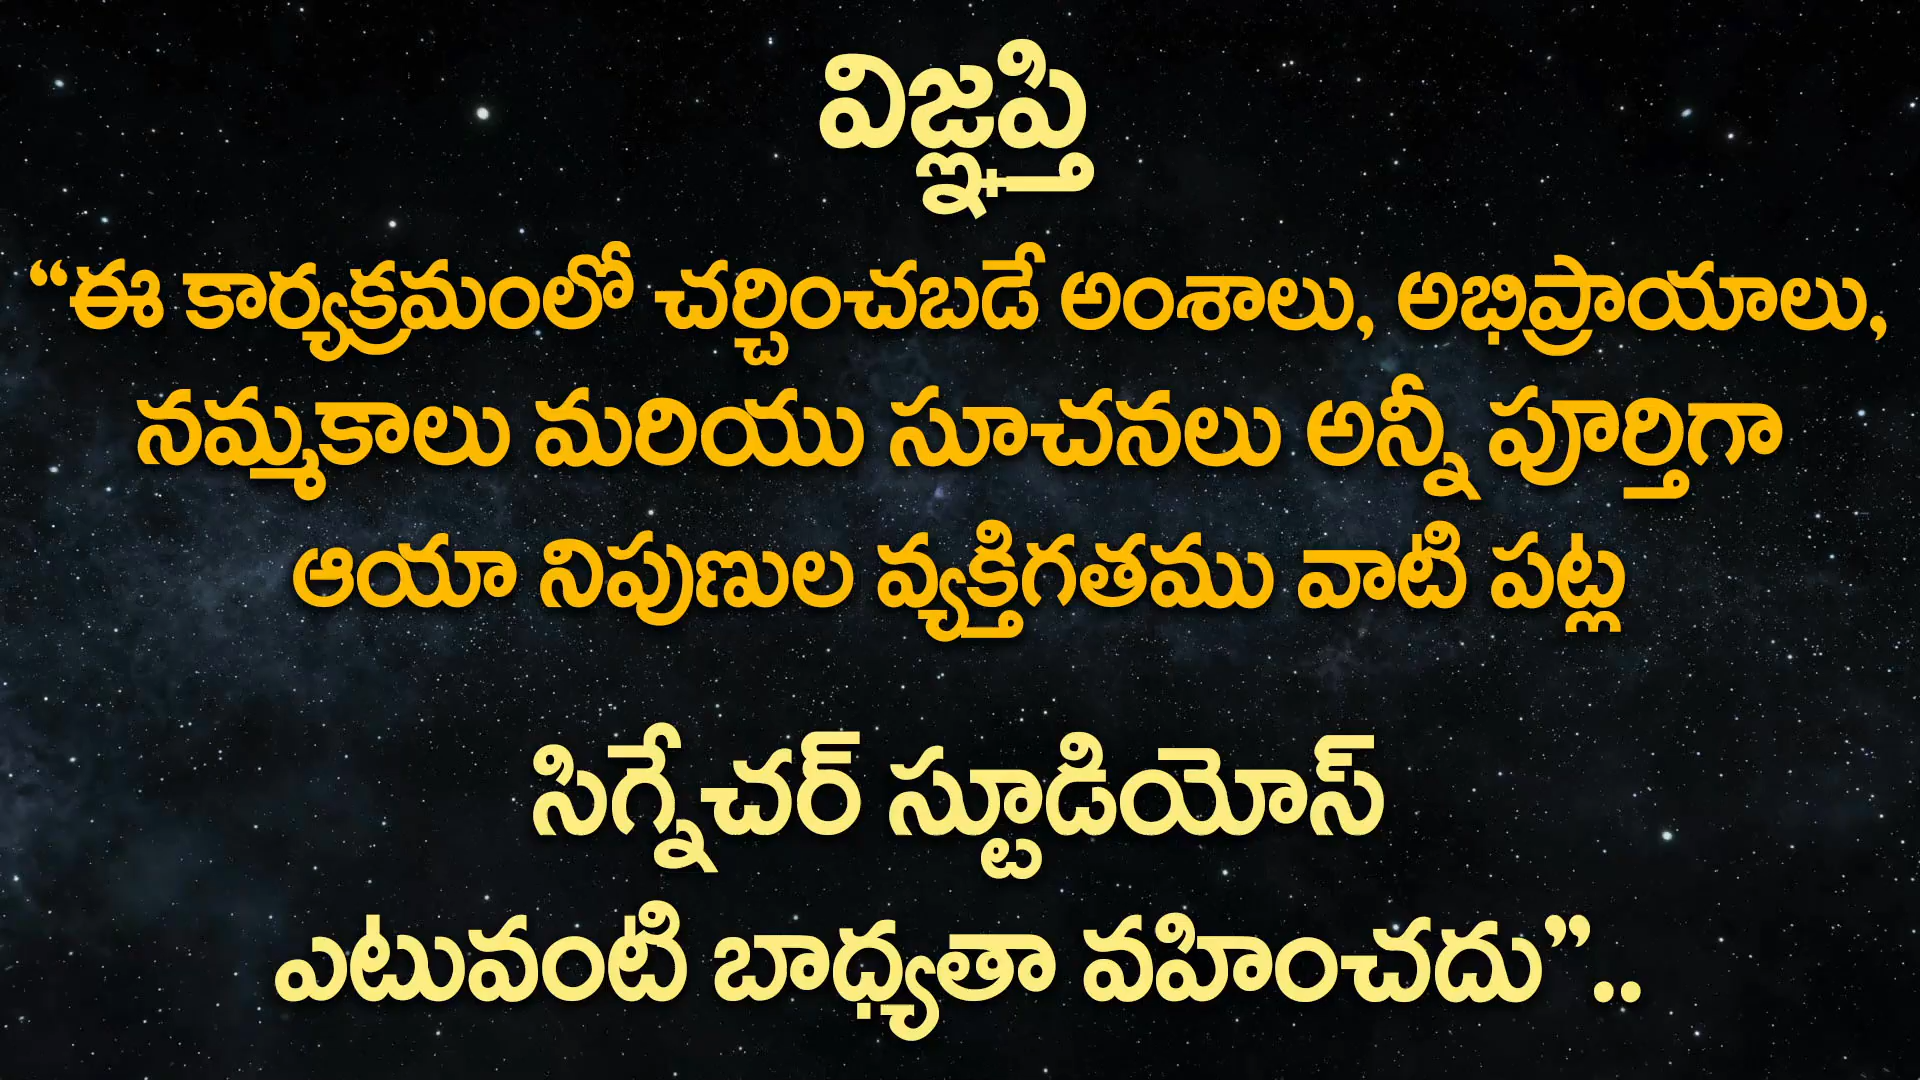 విజ్ఞప్తి
“ఈ కార్యక్రమంలో చర్చించబడే అంశాలు, అభిప్రాయాలు,
నమ్మకాలు మరియు సూచనలు అన్నీ పూర్తిగా
ఆయా నిపుణుల వ్యక్తిగతము వాటి పట్ల
సిగ్నేచర్ స్టూడియోస్
ఎటువంటి బాధ్యతా వహించదు”..